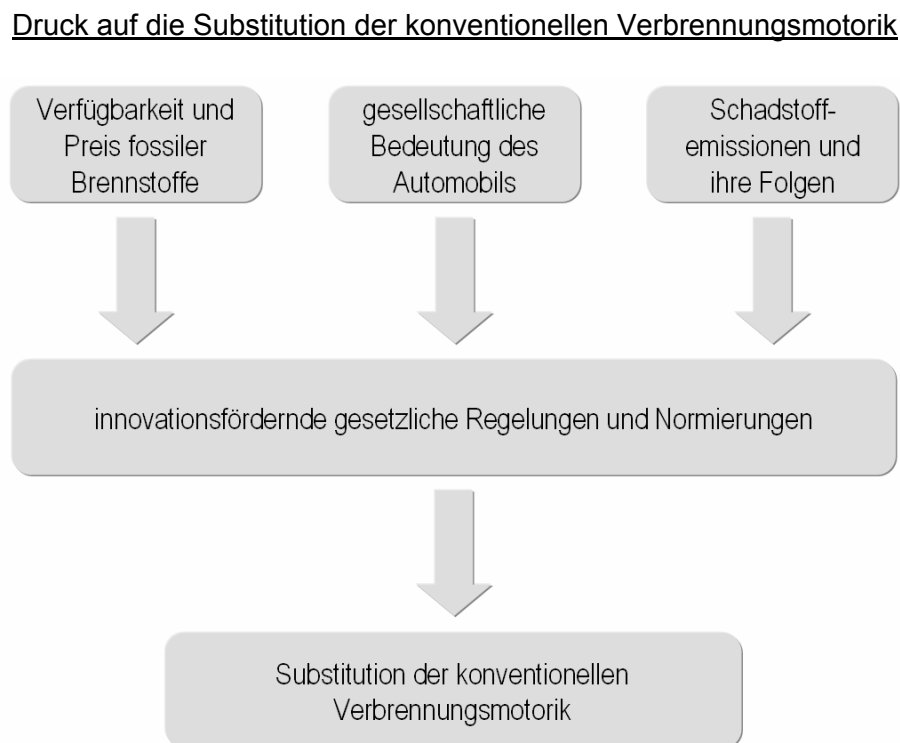 Druck auf die Substitution der konventionellen Verbrennungsmotorik
Verfügbarkeit und
Preis fossiler
Brennstoffe
gesellschaftliche
Bedeutung des
Automobils
Schadstoff-
emissionen und
ihre Folgen
innovationsfördernde gesetzliche Regelungen und Normierungen
Substitution der konventionellen
Verbrennungsmotorik